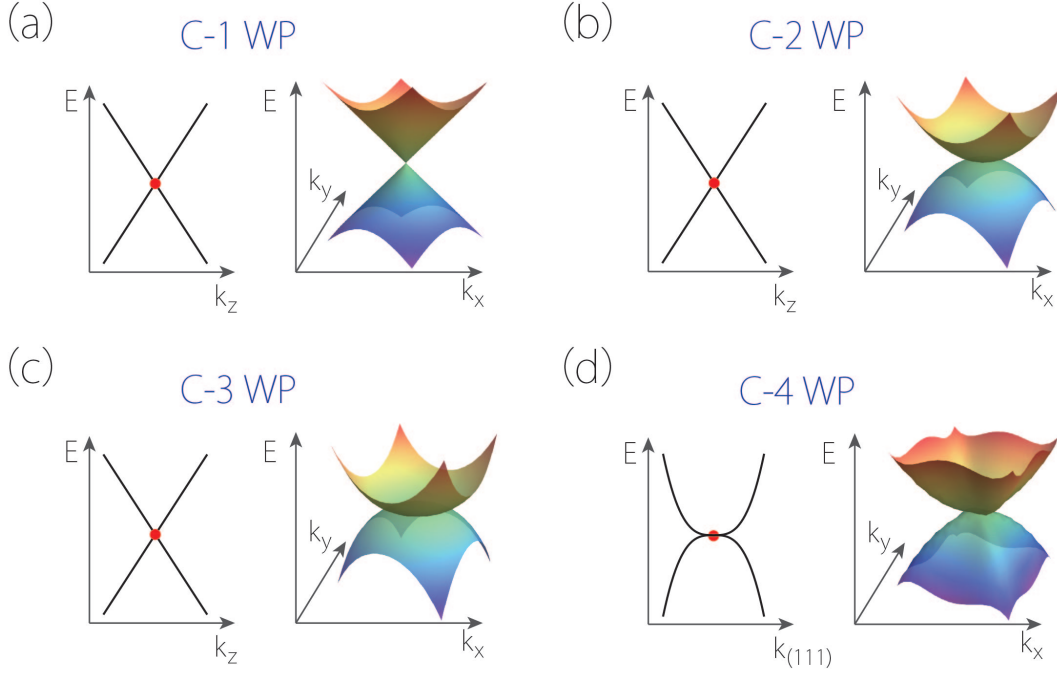 (a)
C-1 WP
E
k_z
E
k_y
k_x
(b)
C-2 WP
E
k_z
E
k_y
k_x
(c)
C-3 WP
E
k_z
E
k_y
k_x
(d)
C-4 WP
E
k_(111)
E
k_y
k_x